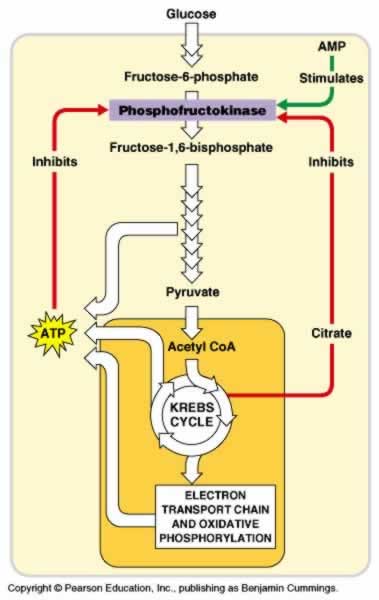 Glucose
AMP
Fructose-6-phosphate
Stimulates
Phosphofructokinase
Fructose-1,6-bisphosphate
Inhibits
Inhibits
Pyruvate
ATP
Citrate
Acetyl CoA
KREBS
CYCLE
ELECTRON
TRANSPORT CHAIN
AND OXIDATIVE
PHOSPHORYLATION
Copyright © Pearson Education, Inc., publishing as Benjamin Cummings.